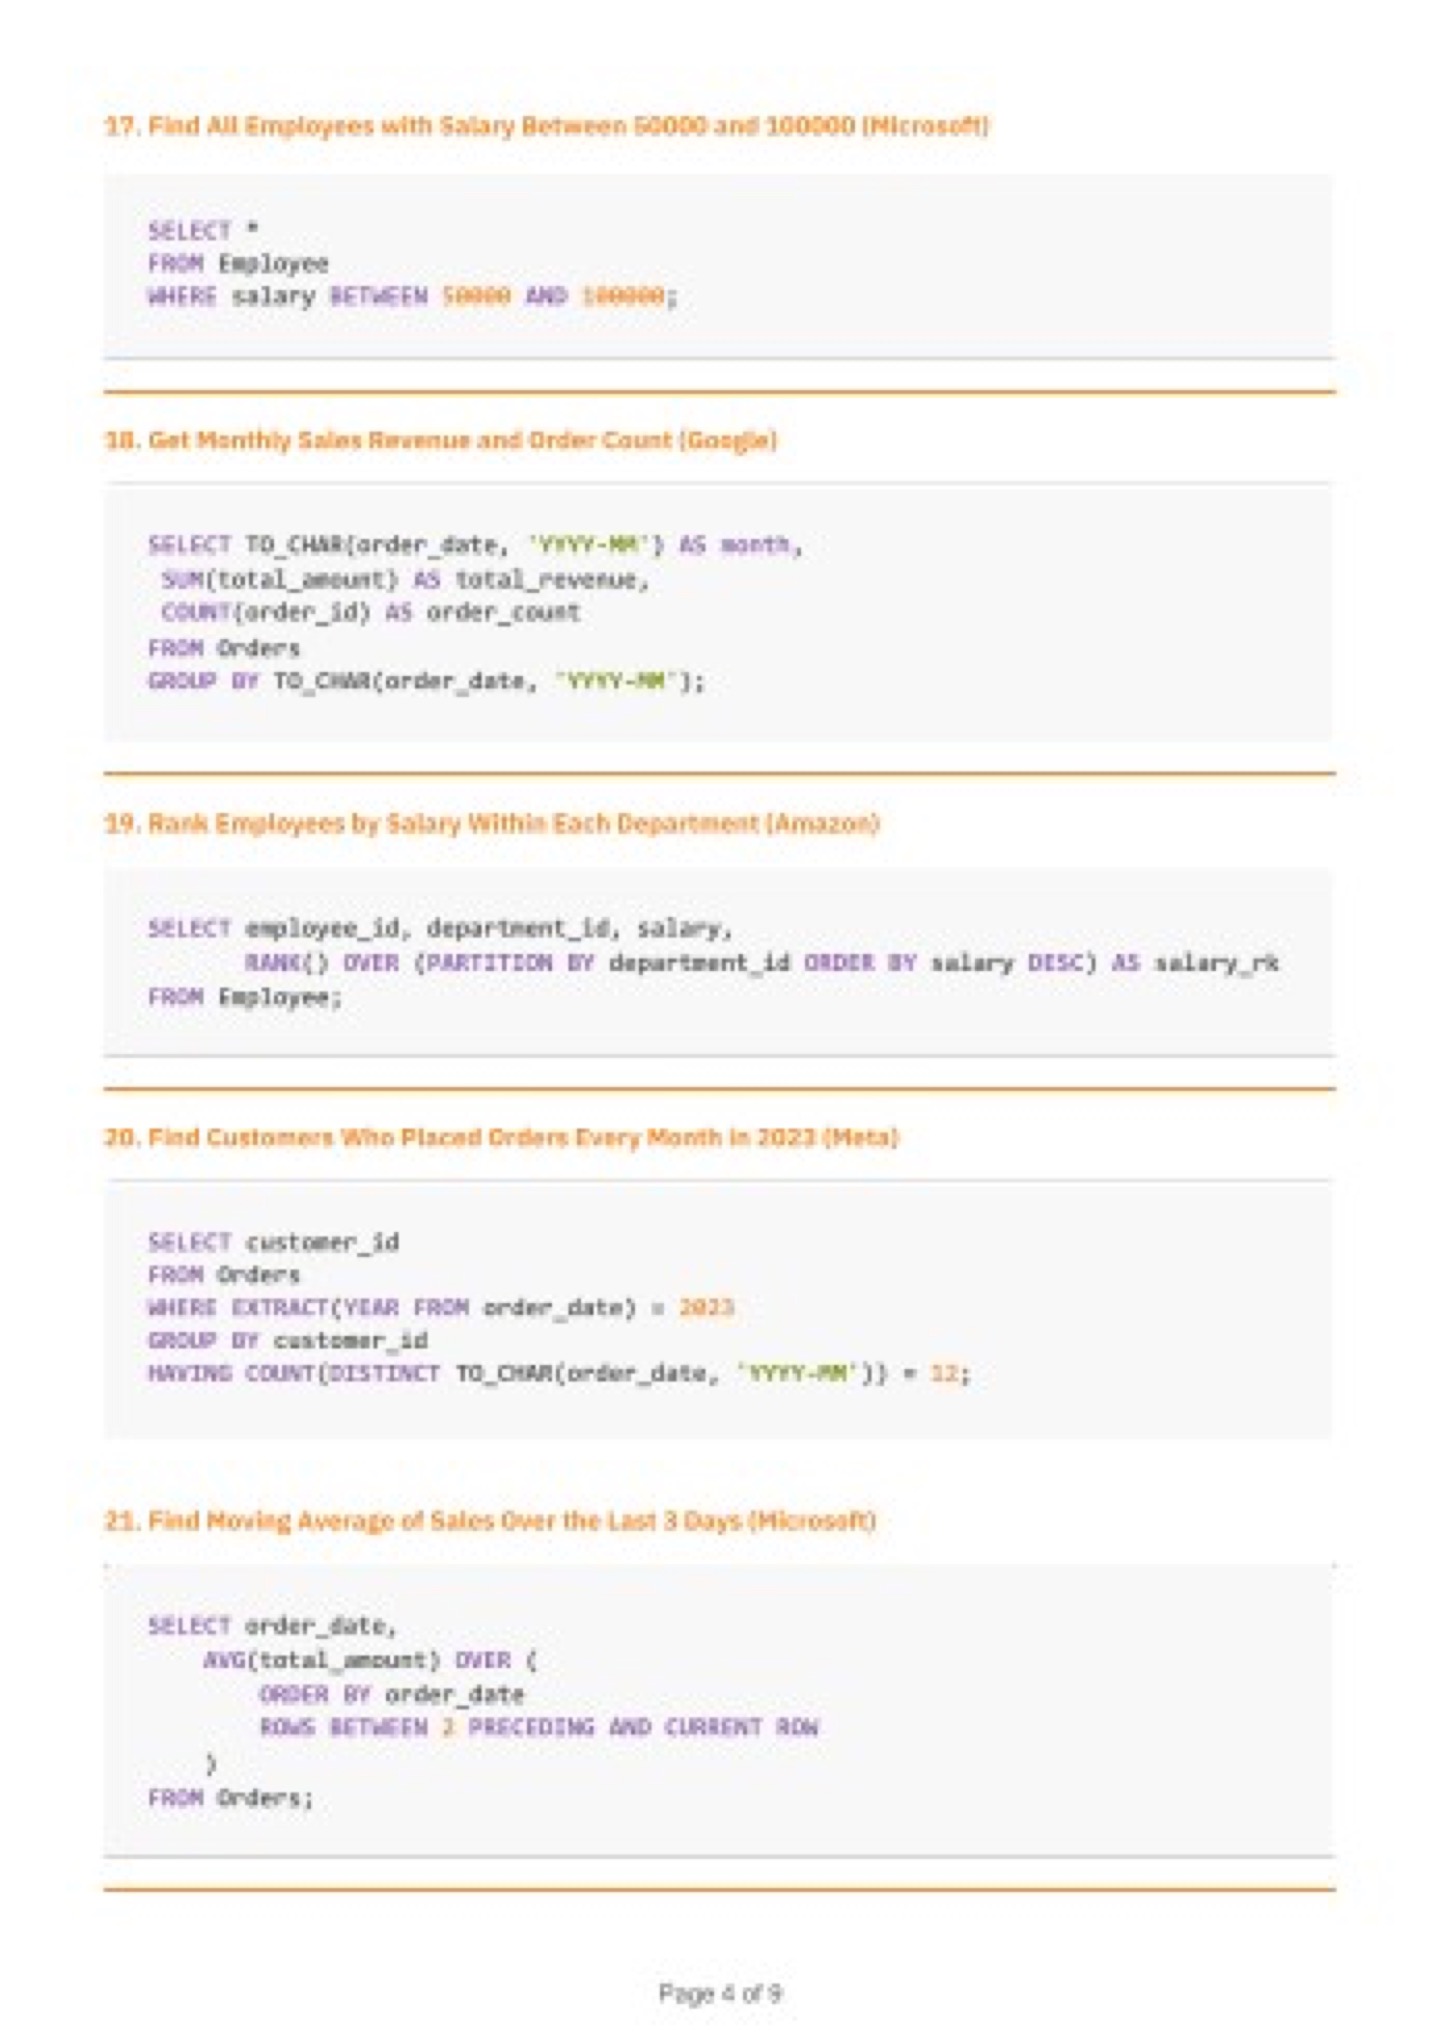 17. Find All Employees with Salary Between 50000 and 100000 (Microsoft)
SELECT *
FROM Employee
WHERE salary BETWEEN 50000 AND 100000;
18. Get Monthly Sales Revenue and Order Count (Google)
SELECT TO_CHAR(order_date, 'YYYY-MM') AS month,
SUM(total_amount) AS total_revenue,
COUNT(order_id) AS order_count
FROM Orders
GROUP BY TO_CHAR(order_date, 'YYYY-MM');
19. Rank Employees by Salary Within Each Department (Amazon)
SELECT employee_id, department_id, salary,
RANK() OVER (PARTITION BY department_id ORDER BY salary DESC) AS salary_rk
FROM Employee;
20. Find Customers Who Placed Orders Every Month in 2023 (Meta)
SELECT customer_id
FROM Orders
WHERE EXTRACT(YEAR FROM order_date) = 2023
GROUP BY customer_id
HAVING COUNT(DISTINCT TO_CHAR(order_date, 'YYYY-MM')) = 12;
21. Find Moving Average of Sales Over the Last 3 Days (Microsoft)
SELECT order_date,
AVG(total_amount) OVER (
ORDER BY order_date
ROWS BETWEEN 2 PRECEDING AND CURRENT ROW
)
FROM Orders;
Page 4 of 9